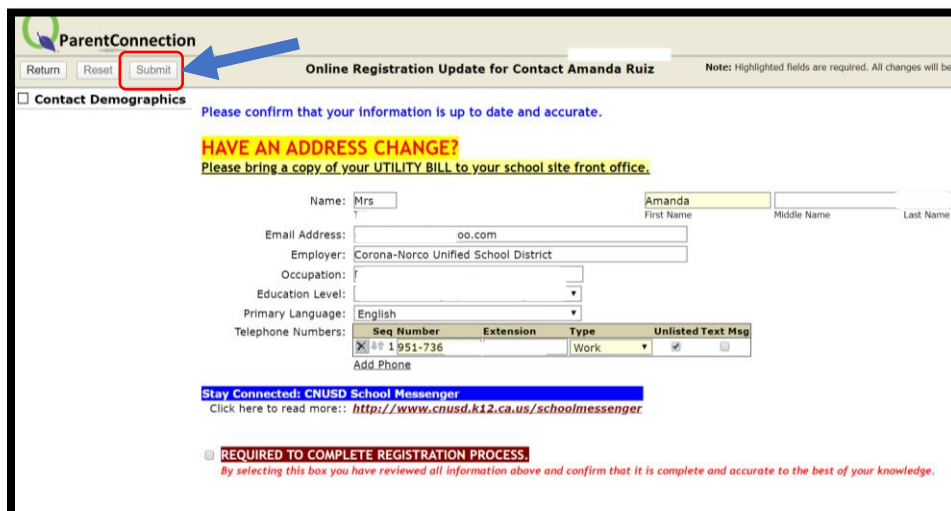 ParentConnection
Return Reset Submit
Online Registration Update for Contact Amanda Ruiz
Note: Highlighted fields are required. All changes will be
Contact Demographics
Please confirm that your information is up to date and accurate.
HAVE AN ADDRESS CHANGE?
Please bring a copy of your UTILITY BILL to your school site front office.
Name: Mrs Amanda
First Name Middle Name Last Name
Email Address: oo.com
Employer: Corona-Norco Unified School District
Occupation:
Education Level:
Primary Language: English
Telephone Numbers: Seq Number Extension Type Unlisted Text Msg
1 951-736 Work
Add Phone
Stay Connected: CNUSD School Messenger
Click here to read more:: http://www.cnusd.k12.ca.us/schoolmessenger
REQUIRED TO COMPLETE REGISTRATION PROCESS.
By selecting this box you have reviewed all information above and confirm that it is complete and accurate to the best of your knowledge.